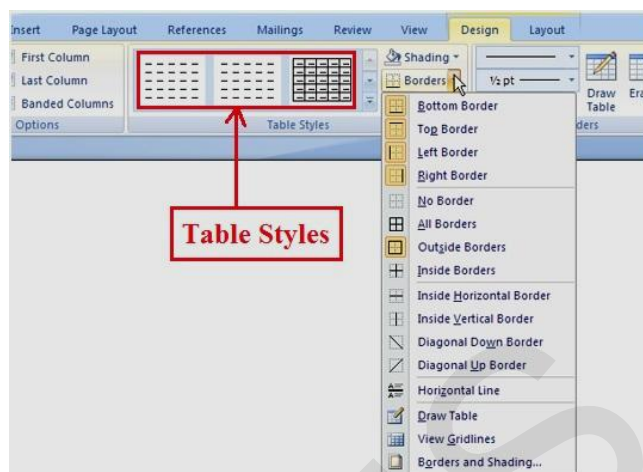 nsert Page Layout References Mailings Review View Design Layout
First Column
Last Column
Banded Columns
Options
Table Styles
Shading
Borders
½ pt
Draw Table
Era
ders
Bottom Border
Top Border
Left Border
Right Border
No Border
All Borders
Outside Borders
Inside Borders
Inside Horizontal Border
Inside Vertical Border
Diagonal Down Border
Diagonal Up Border
Horizontal Line
Draw Table
View Gridlines
Borders and Shading...
Table Styles